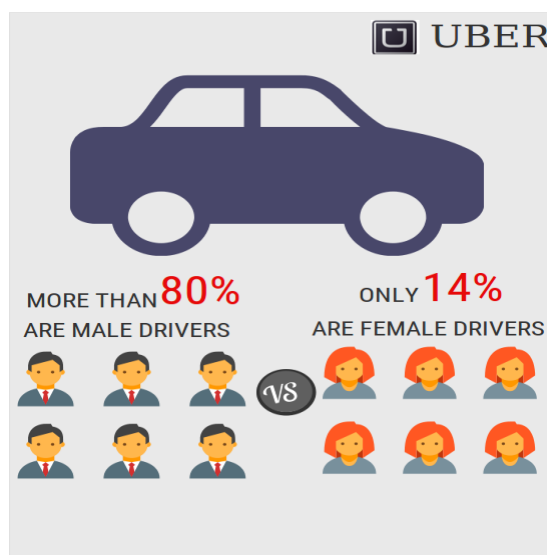 UBER
MORE THAN 80%
ARE MALE DRIVERS
ONLY 14%
ARE FEMALE DRIVERS
VS